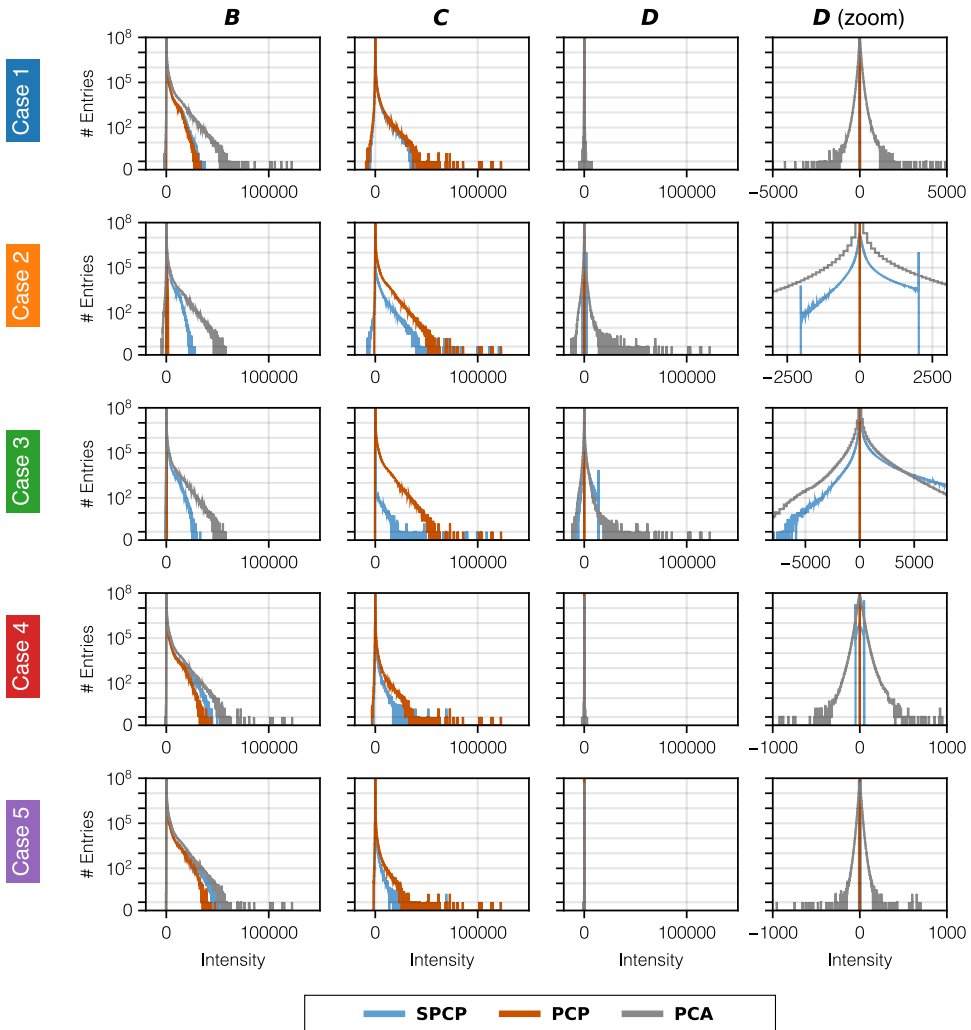 B C D D (zoom)
Case 1
# Entries
10^8
10^5
10^2
0
0 100000
0 100000
0 100000
−5000 0 5000
Case 2
# Entries
10^8
10^5
10^2
0
0 100000
0 100000
0 100000
−2500 0 2500
Case 3
# Entries
10^8
10^5
10^2
0
0 100000
0 100000
0 100000
−5000 0 5000
Case 4
# Entries
10^8
10^5
10^2
0
0 100000
0 100000
0 100000
−1000 0 1000
Case 5
# Entries
10^8
10^5
10^2
0
0 100000
0 100000
0 100000
−1000 0 1000
Intensity Intensity Intensity Intensity
SPCP PCP PCA